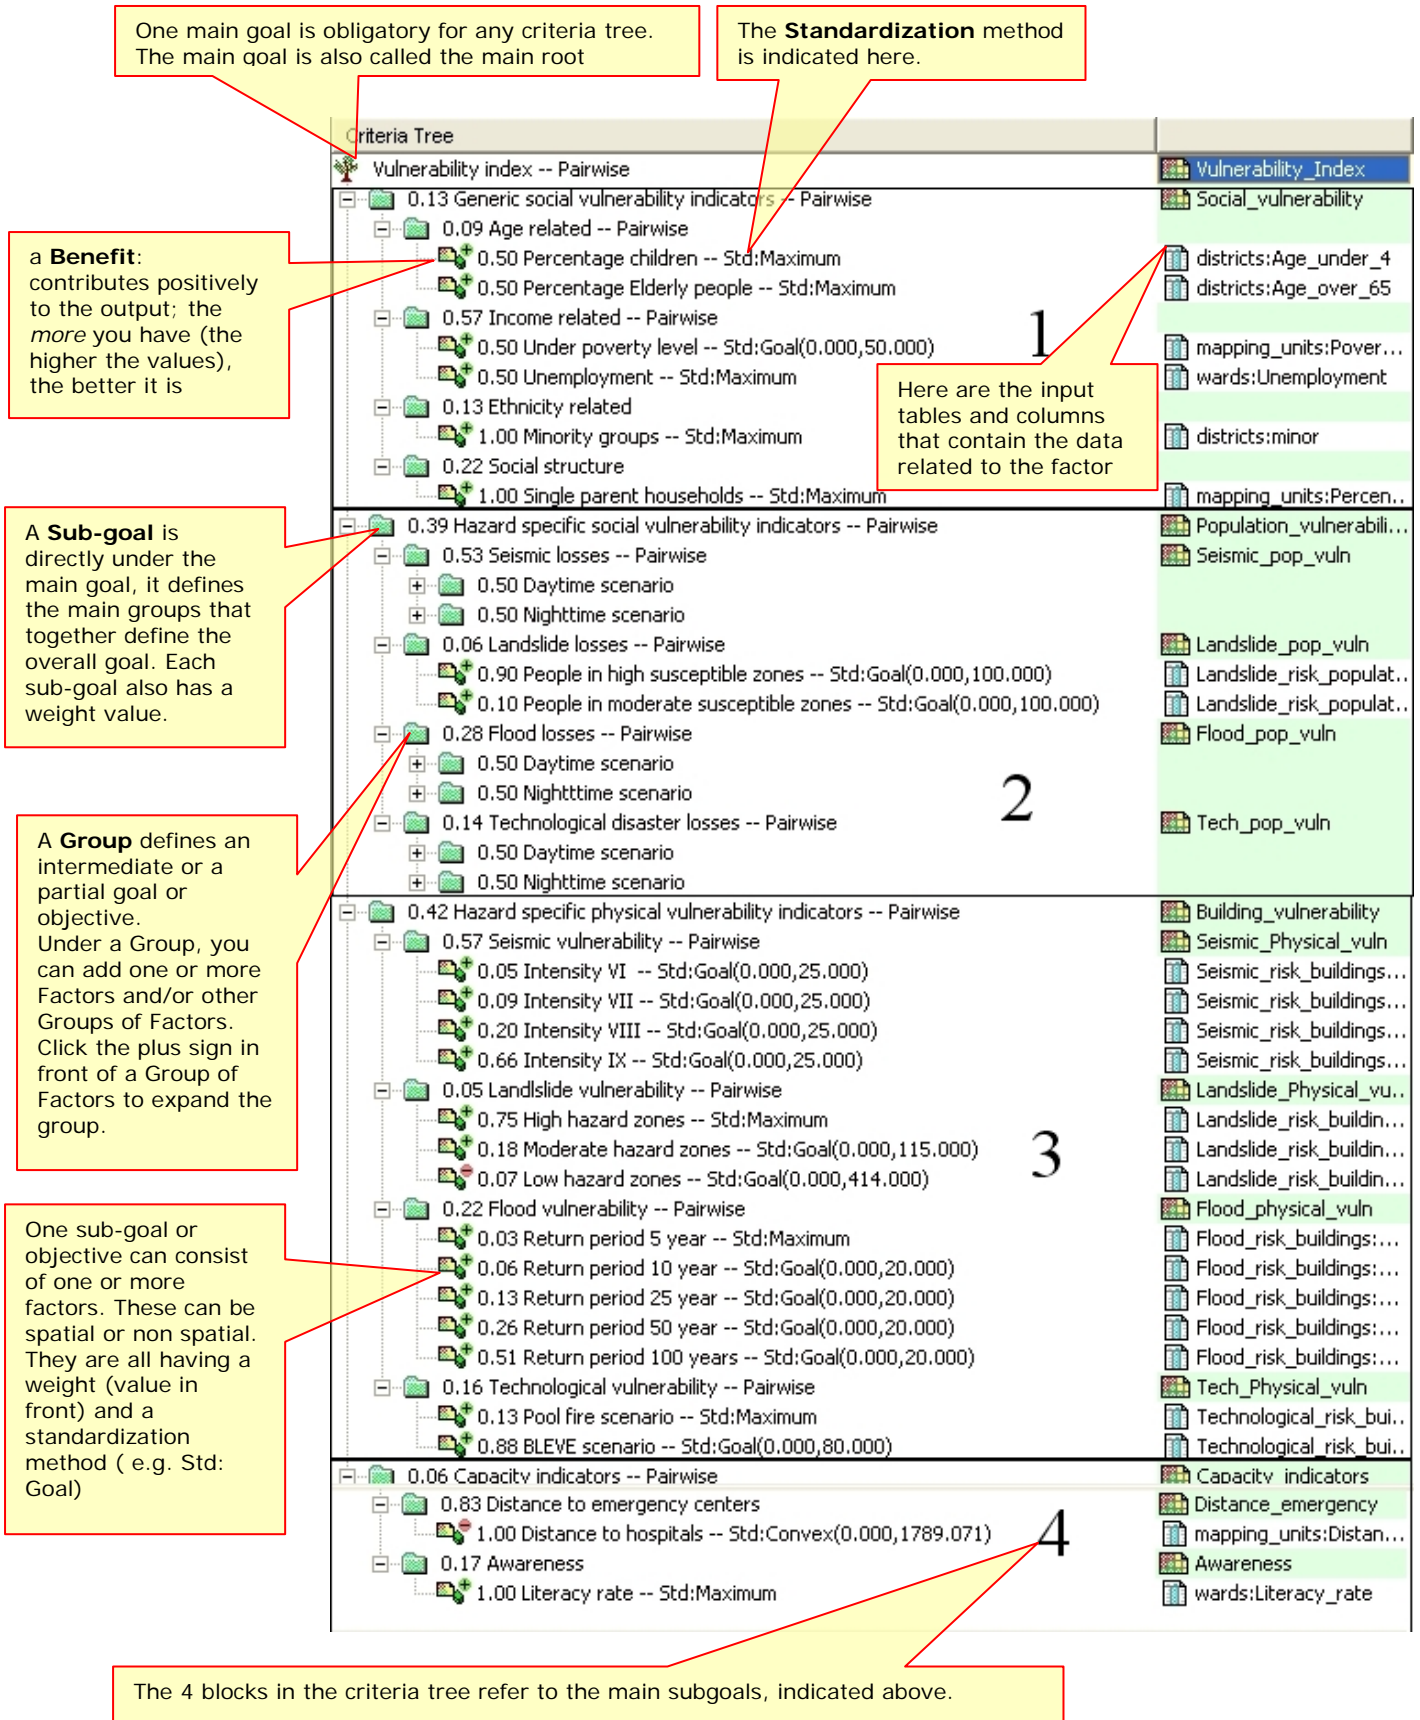 One main goal is obligatory for any criteria tree.
The main goal is also called the main root
The Standardization method
is indicated here.
Criteria Tree
Vulnerability index -- Pairwise
Vulnerability_Index
0.13 Generic social vulnerability indicators -- Pairwise
Social_vulnerability
0.09 Age related -- Pairwise
0.50 Percentage children -- Std:Maximum
districts:Age_under_4
0.50 Percentage Elderly people -- Std:Maximum
districts:Age_over_65
0.57 Income related -- Pairwise
1
0.50 Under poverty level -- Std:Goal(0.000,50.000)
mapping_units:Pover...
0.50 Unemployment -- Std:Maximum
wards:Unemployment
0.13 Ethnicity related
1.00 Minority groups -- Std:Maximum
districts:minor
0.22 Social structure
1.00 Single parent households -- Std:Maximum
mapping_units:Percen..
a Benefit:
contributes positively
to the output; the
more you have (the
higher the values),
the better it is
Here are the input
tables and columns
that contain the data
related to the factor
A Sub-goal is
directly under the
main goal, it defines
the main groups that
together define the
overall goal. Each
sub-goal also has a
weight value.
0.39 Hazard specific social vulnerability indicators -- Pairwise
Population_vulnerabili...
0.53 Seismic losses -- Pairwise
Seismic_pop_vuln
0.50 Daytime scenario
0.50 Nighttime scenario
0.06 Landslide losses -- Pairwise
Landslide_pop_vuln
0.90 People in high susceptible zones -- Std:Goal(0.000,100.000)
Landslide_risk_populat..
0.10 People in moderate susceptible zones -- Std:Goal(0.000,100.000)
Landslide_risk_populat..
0.28 Flood losses -- Pairwise
Flood_pop_vuln
0.50 Daytime scenario
0.50 Nightttime scenario
2
0.14 Technological disaster losses -- Pairwise
Tech_pop_vuln
0.50 Daytime scenario
0.50 Nighttime scenario
A Group defines an
intermediate or a
partial goal or
objective.
Under a Group, you
can add one or more
Factors and/or other
Groups of Factors.
Click the plus sign in
front of a Group of
Factors to expand the
group.
0.42 Hazard specific physical vulnerability indicators -- Pairwise
Building_vulnerability
0.57 Seismic vulnerability -- Pairwise
Seismic_Physical_vuln
0.05 Intensity VI -- Std:Goal(0.000,25.000)
Seismic_risk_buildings...
0.09 Intensity VII -- Std:Goal(0.000,25.000)
Seismic_risk_buildings...
0.20 Intensity VIII -- Std:Goal(0.000,25.000)
Seismic_risk_buildings...
0.66 Intensity IX -- Std:Goal(0.000,25.000)
Seismic_risk_buildings...
0.05 Landlslide vulnerability -- Pairwise
Landslide_Physical_vu..
0.75 High hazard zones -- Std:Maximum
Landslide_risk_buildin...
0.18 Moderate hazard zones -- Std:Goal(0.000,115.000)
Landslide_risk_buildin...
3
0.07 Low hazard zones -- Std:Goal(0.000,414.000)
Landslide_risk_buildin...
0.22 Flood vulnerability -- Pairwise
Flood_physical_vuln
0.03 Return period 5 year -- Std:Maximum
Flood_risk_buildings:...
0.06 Return period 10 year -- Std:Goal(0.000,20.000)
Flood_risk_buildings:...
0.13 Return period 25 year -- Std:Goal(0.000,20.000)
Flood_risk_buildings:...
0.26 Return period 50 year -- Std:Goal(0.000,20.000)
Flood_risk_buildings:...
0.51 Return period 100 years -- Std:Goal(0.000,20.000)
Flood_risk_buildings:...
0.16 Technological vulnerability -- Pairwise
Tech_Physical_vuln
0.13 Pool fire scenario -- Std:Maximum
Technological_risk_bui..
0.88 BLEVE scenario -- Std:Goal(0.000,80.000)
Technological_risk_bui..
One sub-goal or
objective can consist
of one or more
factors. These can be
spatial or non spatial.
They are all having a
weight (value in
front) and a
standardization
method ( e.g. Std:
Goal)
0.06 Capacity indicators -- Pairwise
Capacity_indicators
0.83 Distance to emergency centers
Distance_emergency
1.00 Distance to hospitals -- Std:Convex(0.000,1789.071)
mapping_units:Distan...
4
0.17 Awareness
Awareness
1.00 Literacy rate -- Std:Maximum
wards:Literacy_rate
The 4 blocks in the criteria tree refer to the main subgoals, indicated above.